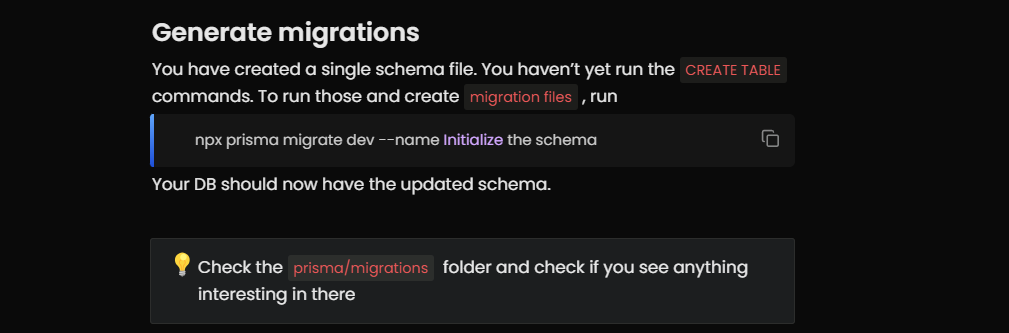 Generate migrations
You have created a single schema file. You haven’t yet run the CREATE TABLE
commands. To run those and create migration files , run
npx prisma migrate dev --name Initialize the schema
Your DB should now have the updated schema.
Check the prisma/migrations folder and check if you see anything
interesting in there